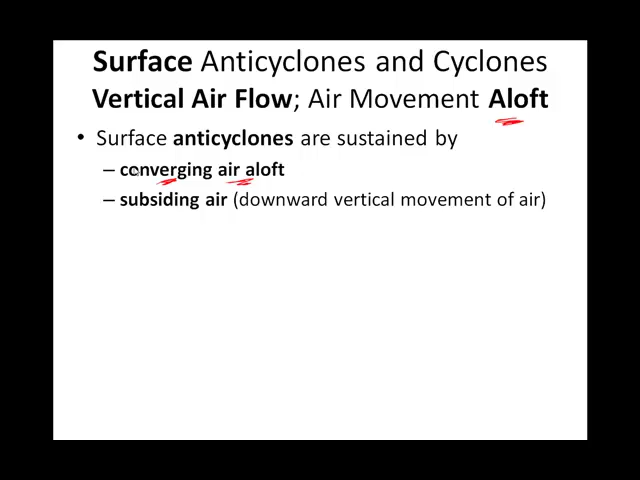 Surface Anticyclones and Cyclones
Vertical Air Flow; Air Movement Aloft
• Surface anticyclones are sustained by
– converging air aloft
– subsiding air (downward vertical movement of air)